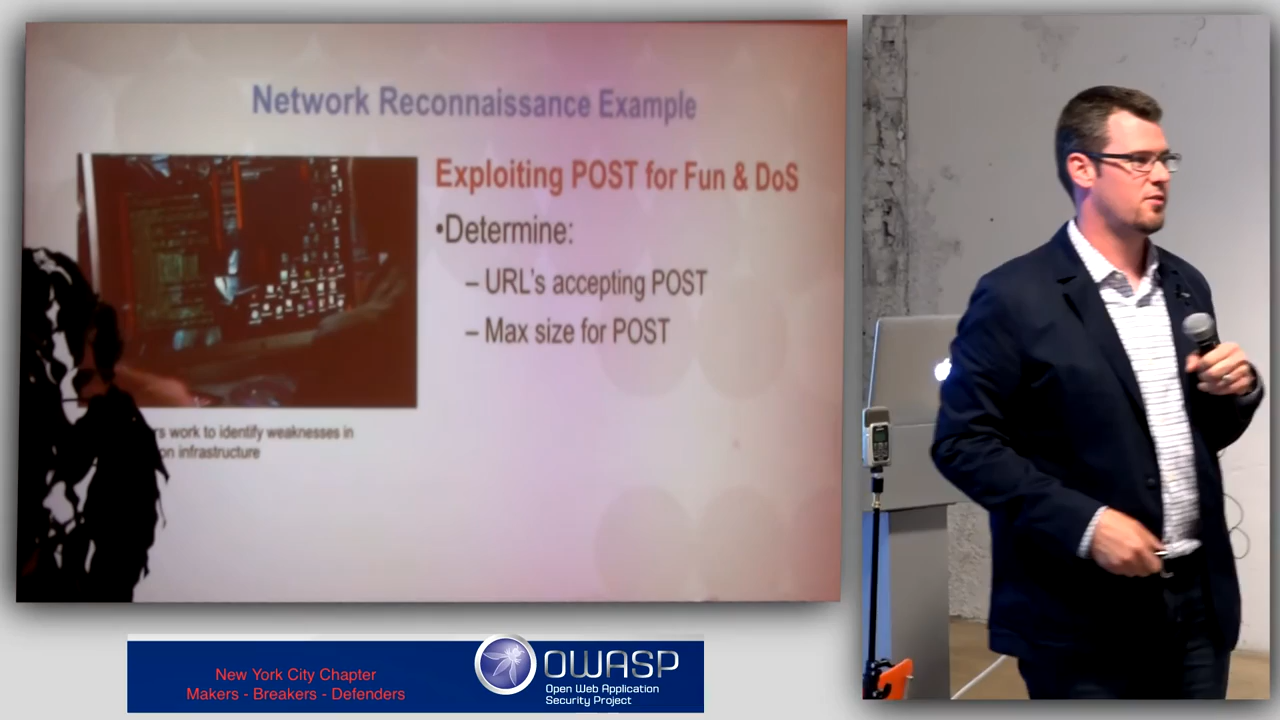 Network Reconnaissance Example
Exploiting POST for Fun & DoS
•Determine:
– URL's accepting POST
– Max size for POST
rs work to identify weaknesses in
on infrastructure
New York City Chapter
Makers - Breakers - Defenders
OWASP
Open Web Application
Security Project